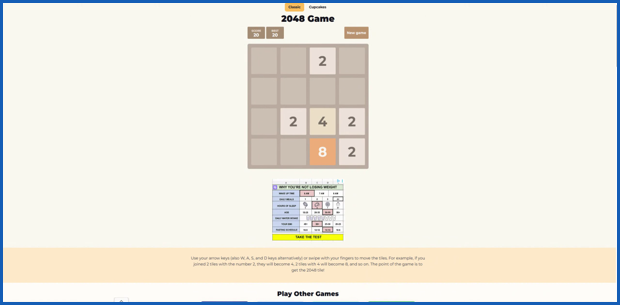 Classic Cupcakes
2048 Game
SCORE BEST New game
20 20
2
2 4 2
8 2
WHY YOU'RE NOT LOSING WEIGHT
TAKE THE TEST
Use your arrow keys (also W, A, S, and D keys alternatively) or swipe with your fingers to move the tiles. For example, if you
joined 2 tiles with the number 2, they will become 4, 2 tiles with 4 will become 8, and so on. The point of the game is to
get the 2048 tile!
Play Other Games